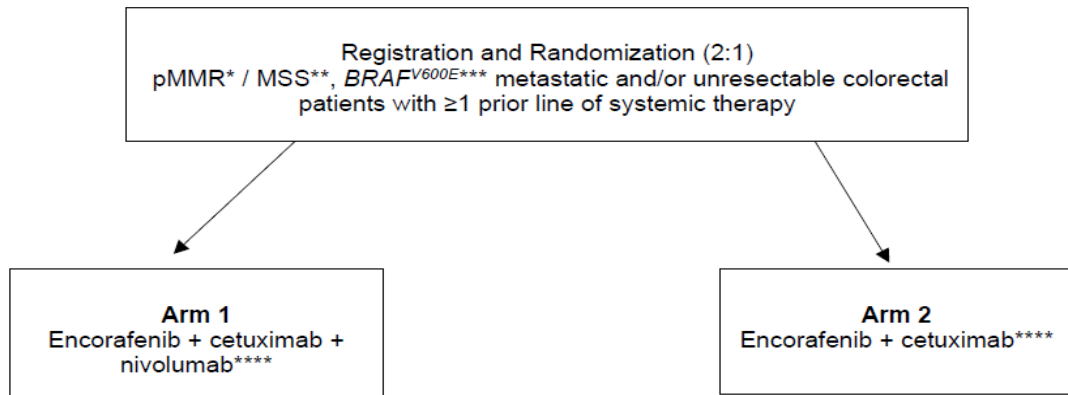 Registration and Randomization (2:1)
pMMR* / MSS**, BRAFV600E*** metastatic and/or unresectable colorectal
patients with ≥1 prior line of systemic therapy
Arm 1
Encorafenib + cetuximab +
nivolumab****
Arm 2
Encorafenib + cetuximab****